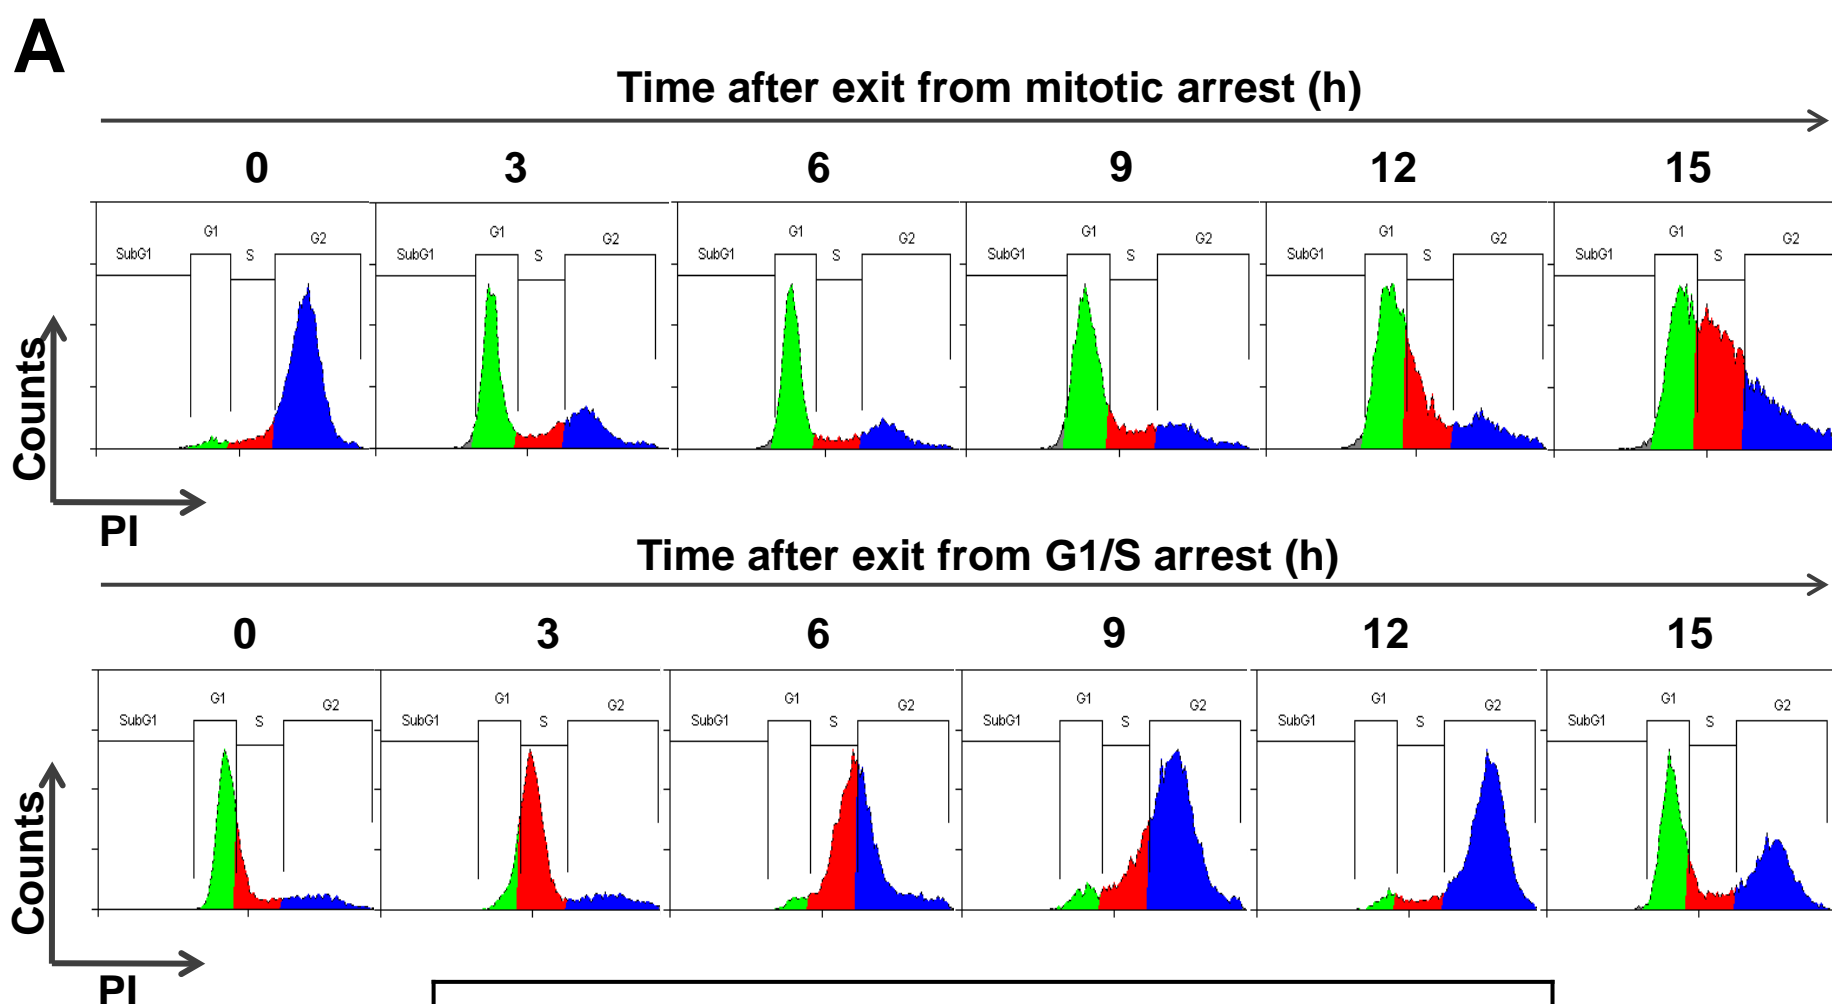 A
Time after exit from mitotic arrest (h)
0 3 6 9 12 15
SubG1 G1 S G2 SubG1 G1 S G2 SubG1 G1 S G2 SubG1 G1 S G2 SubG1 G1 S G2 SubG1 G1 S G2
Counts
PI
Time after exit from G1/S arrest (h)
0 3 6 9 12 15
SubG1 G1 S G2 SubG1 G1 S G2 SubG1 G1 S G2 SubG1 G1 S G2 SubG1 G1 S G2 SubG1 G1 S G2
Counts
PI